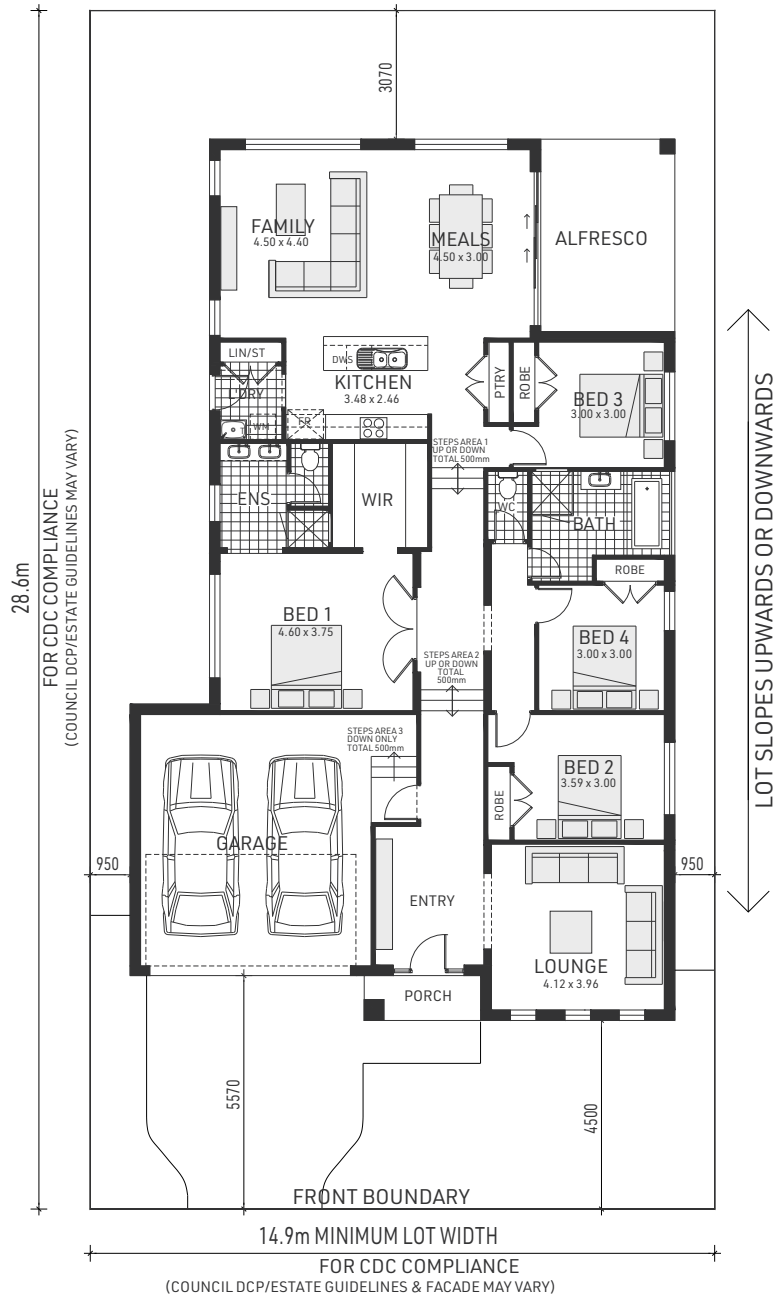 3070
FAMILY
4.50 x 4.40
MEALS
4.50 x 3.00
ALFRESCO
LIN/ST
DWS
KITCHEN
3.48 x 2.46
PTRY
ROBE
BED 3
3.00 x 3.00
LDRY
WM
FR
STEPS AREA 1
UP OR DOWN
TOTAL 500mm
ENS
WIR
WC
BATH
ROBE
BED 1
4.60 x 3.75
BED 4
3.00 x 3.00
STEPS AREA 2
UP OR DOWN
TOTAL
500mm
STEPS AREA 3
DOWN ONLY
TOTAL 500mm
BED 2
3.59 x 3.00
ROBE
GARAGE
ENTRY
LOUNGE
4.12 x 3.96
PORCH
950
950
5570
4500
28.6m
FOR CDC COMPLIANCE
(COUNCIL DCP/ESTATE GUIDELINES MAY VARY)
LOT SLOPES UPWARDS OR DOWNWARDS
FRONT BOUNDARY
14.9m MINIMUM LOT WIDTH
FOR CDC COMPLIANCE
(COUNCIL DCP/ESTATE GUIDELINES & FACADE MAY VARY)